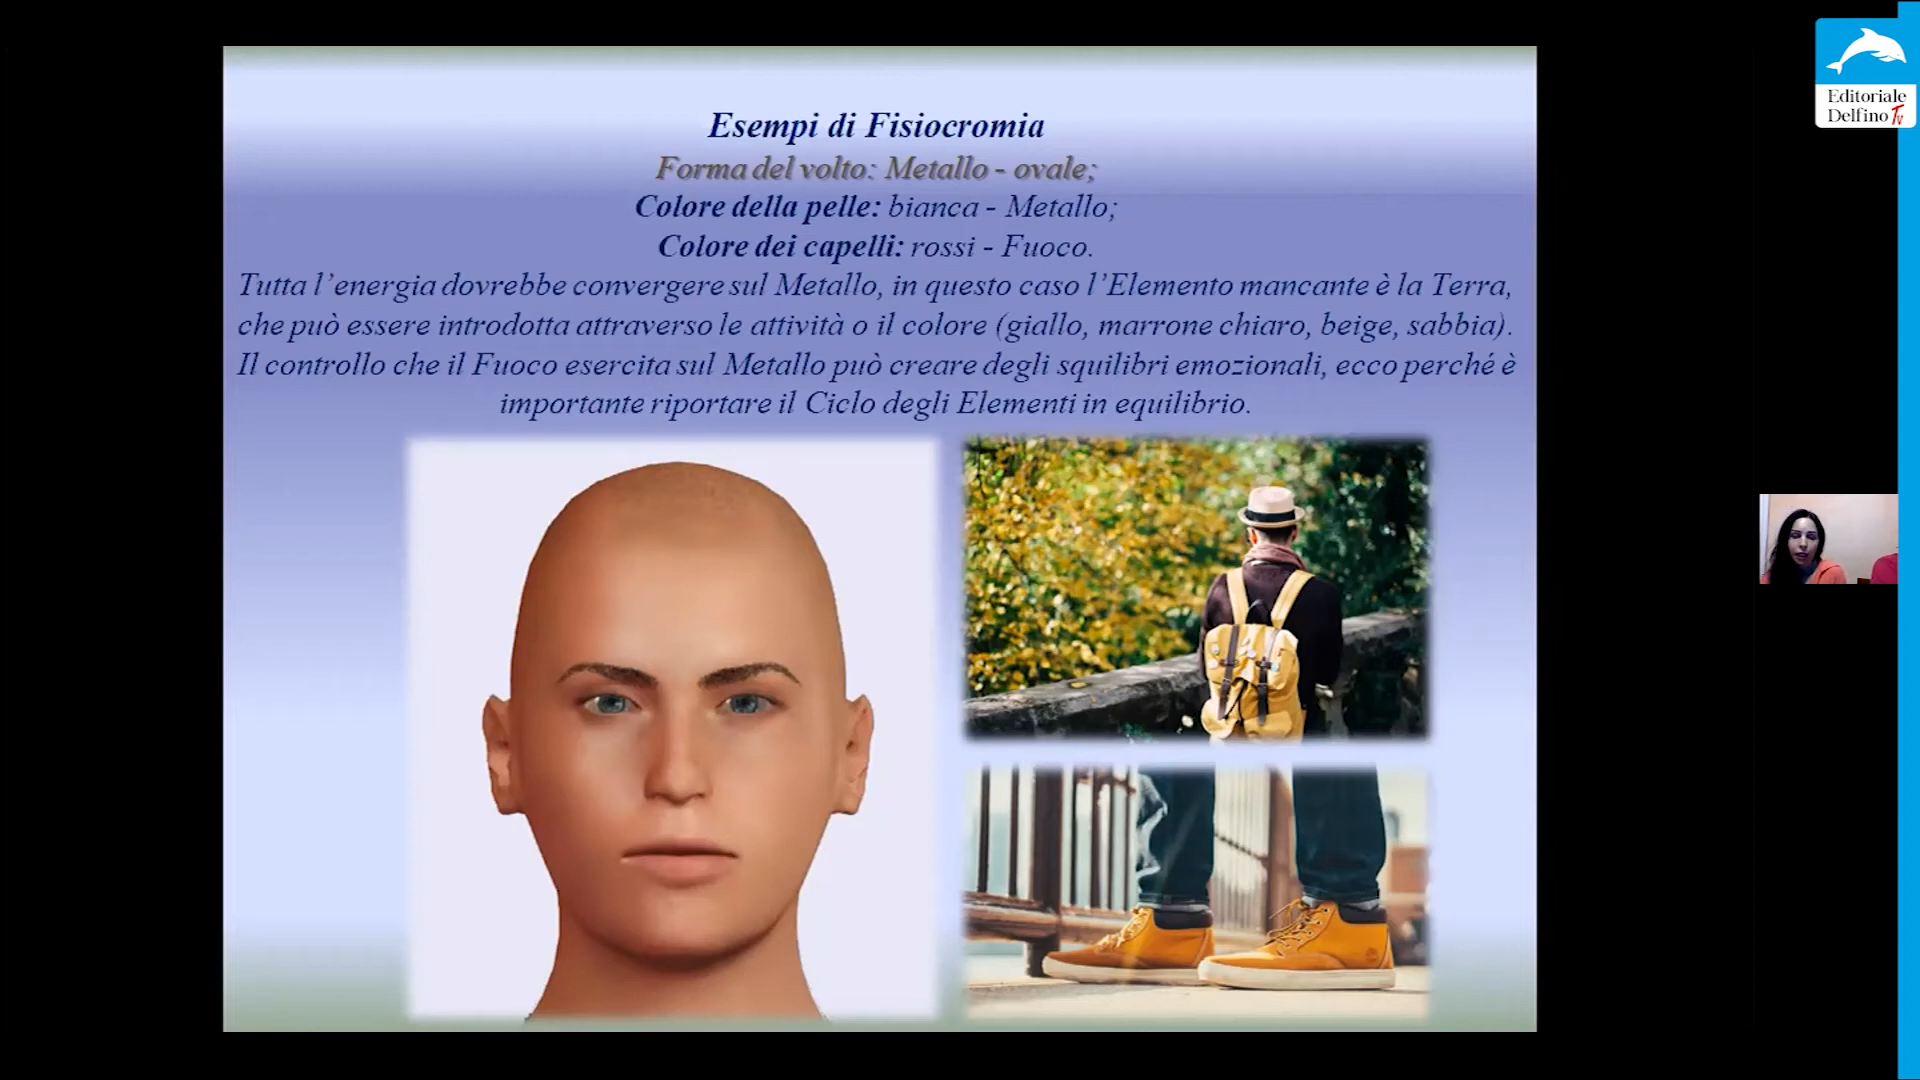 Esempi di Fisiocromia
Forma del volto: Metallo - ovale;
Colore della pelle: bianca - Metallo;
Colore dei capelli: rossi - Fuoco.
Tutta l’energia dovrebbe convergere sul Metallo, in questo caso l’Elemento mancante è la Terra,
che può essere introdotta attraverso le attività o il colore (giallo, marrone chiaro, beige, sabbia).
Il controllo che il Fuoco esercita sul Metallo può creare degli squilibri emozionali, ecco perché è
importante riportare il Ciclo degli Elementi in equilibrio.
Editoriale
Delfino Tv